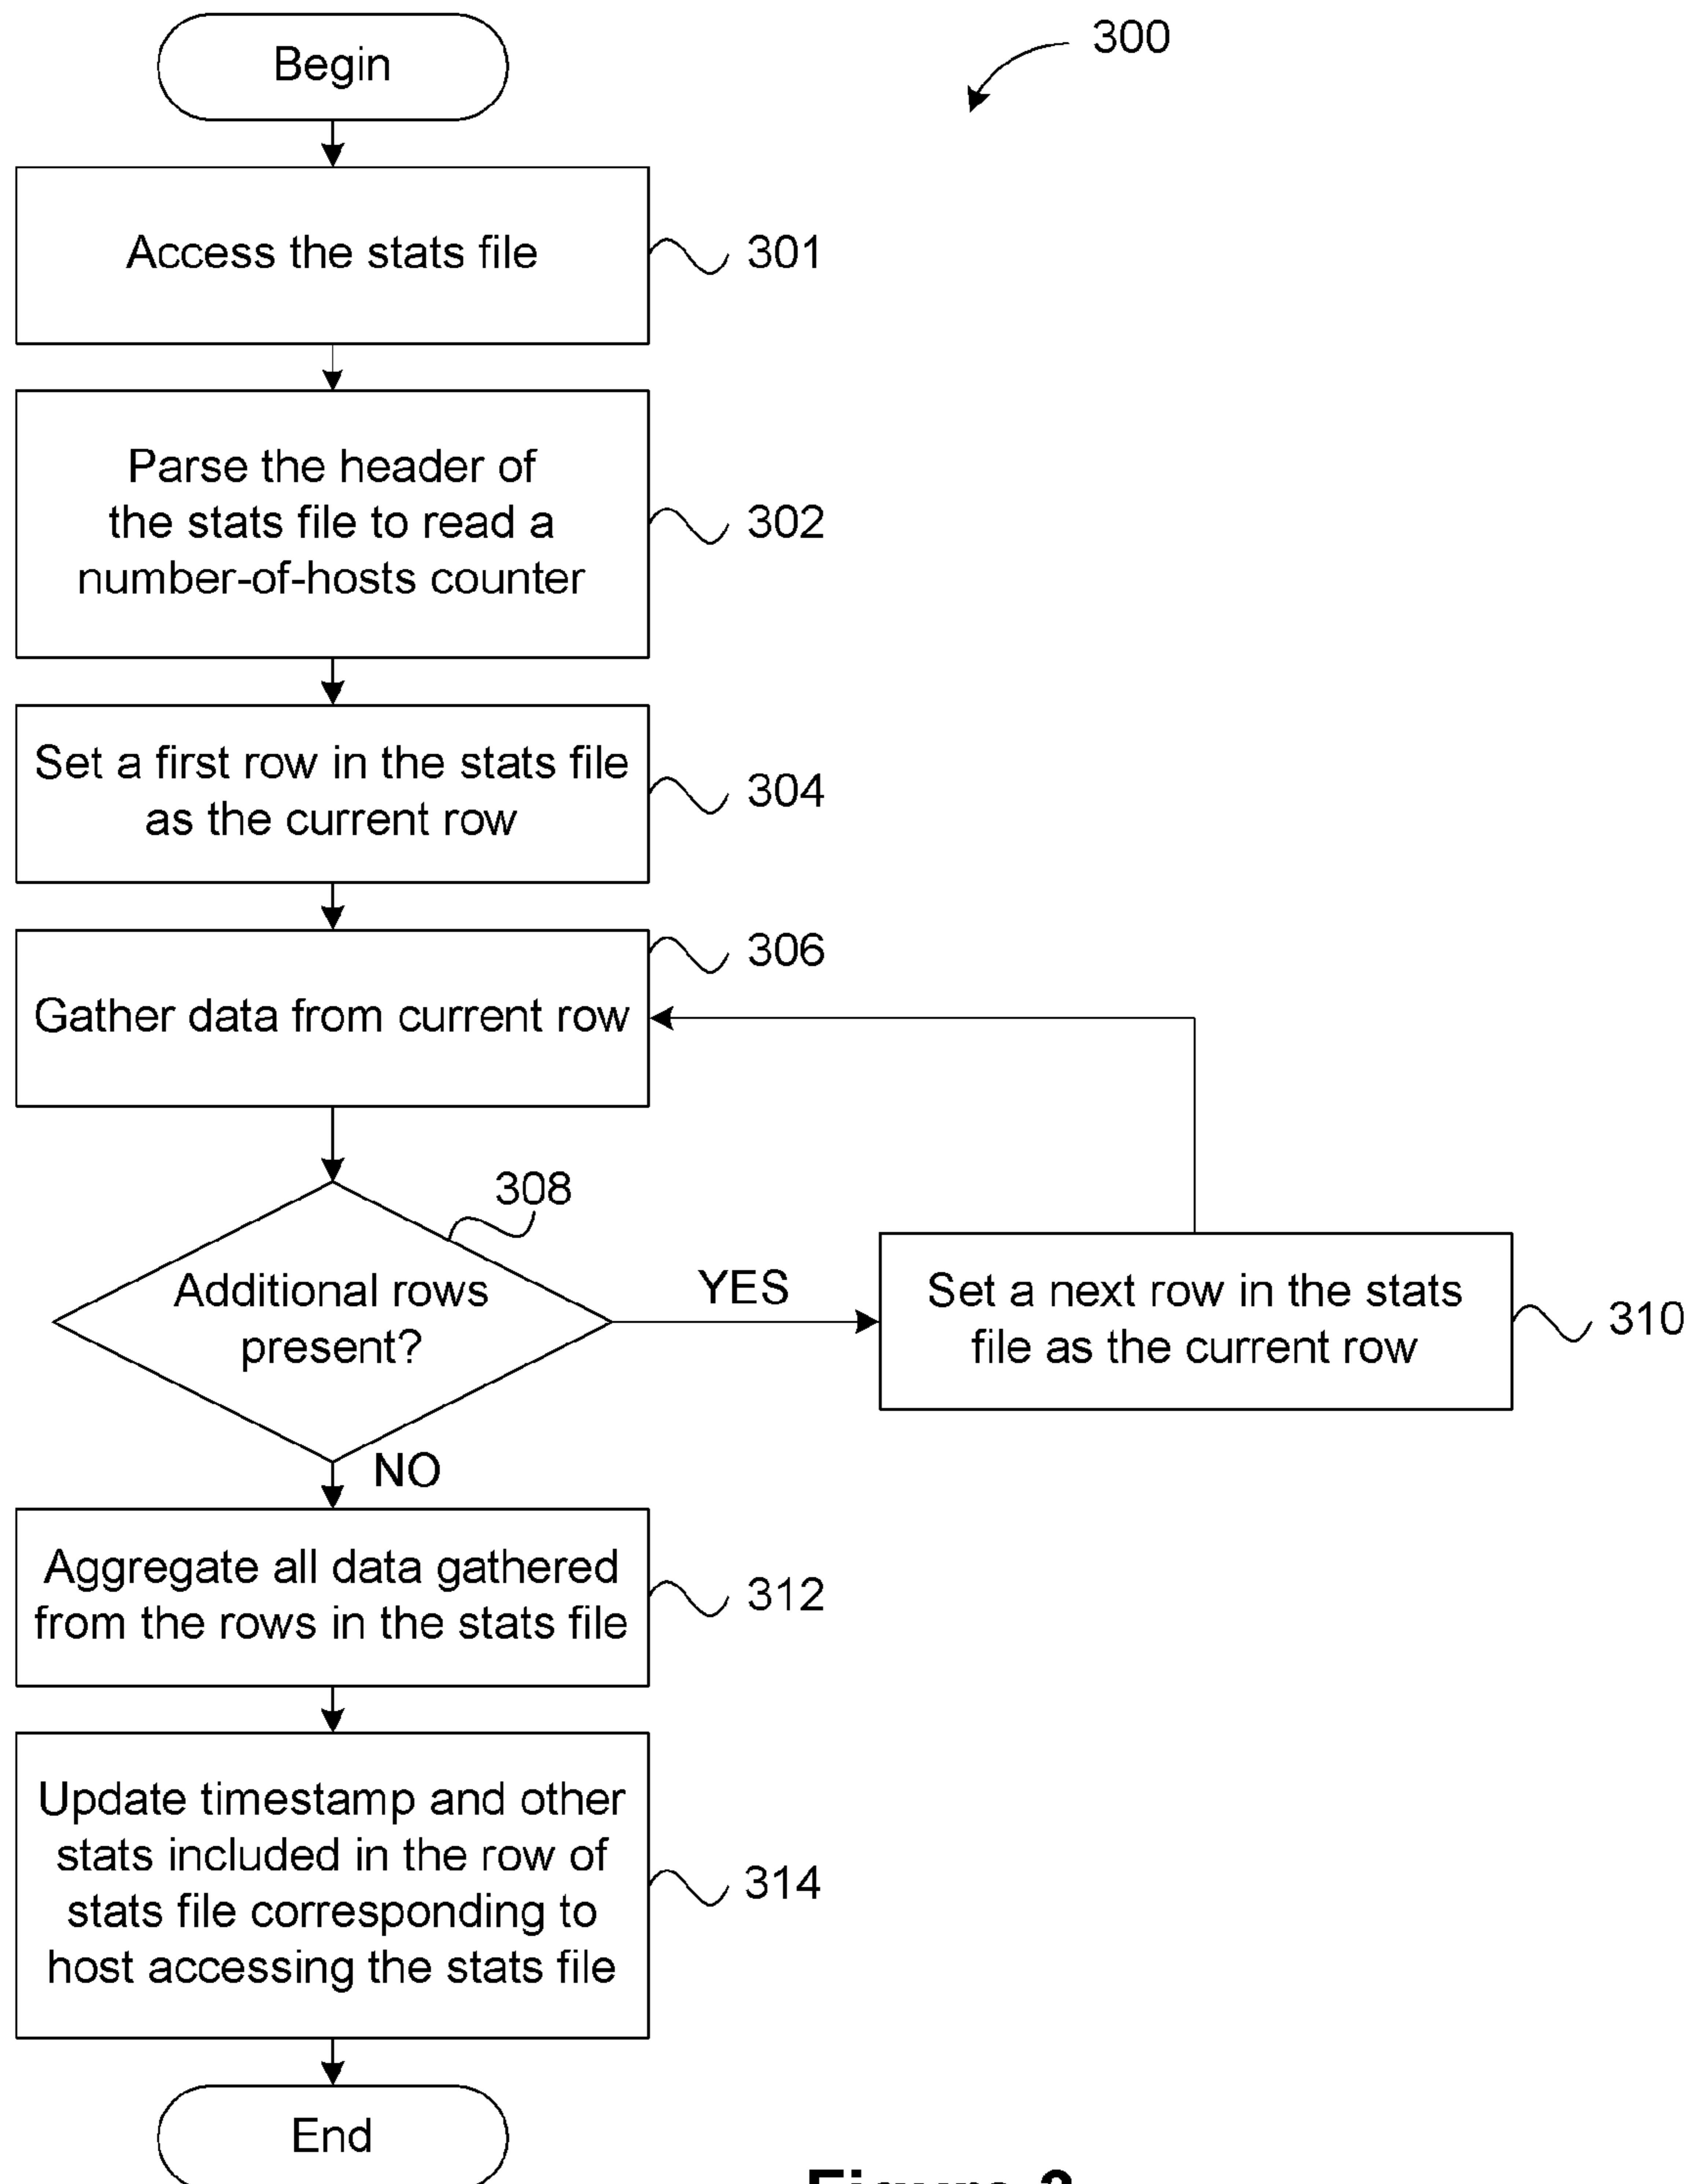 Begin
300
Access the stats file
301
Parse the header of
the stats file to read a
number-of-hosts counter
302
Set a first row in the stats file
as the current row
304
306
Gather data from current row
308
Additional rows
present?
YES
Set a next row in the stats
file as the current row
310
NO
Aggregate all data gathered
from the rows in the stats file
312
Update timestamp and other
stats included in the row of
stats file corresponding to
host accessing the stats file
314
End